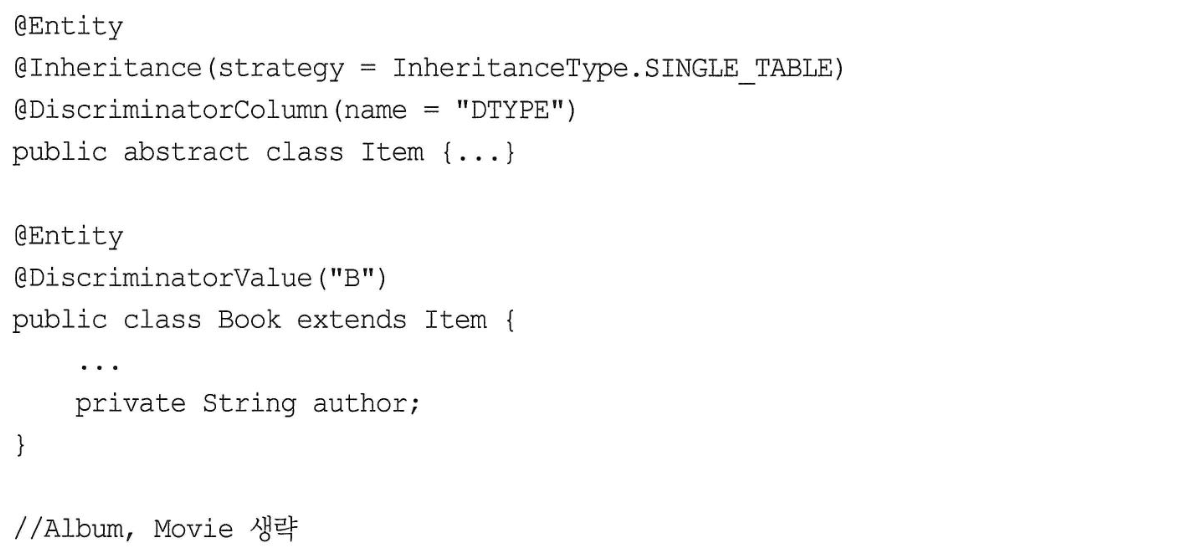 @Entity
@Inheritance(strategy = InheritanceType.SINGLE_TABLE)
@DiscriminatorColumn(name = "DTYPE")
public abstract class Item {...}
@Entity
@DiscriminatorValue("B")
public class Book extends Item {
    ...
    private String author;
}
//Album, Movie 생략